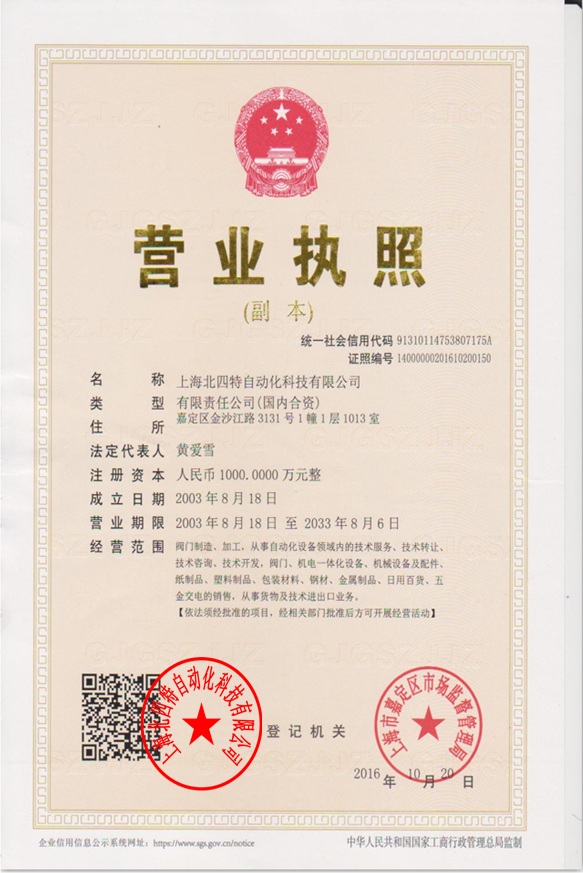 营业执照
(副 本)
统一社会信用代码 91310114753807175A
证照编号 14000000201610200150
名 称 上海北四特自动化科技有限公司
类 型 有限责任公司(国内合资)
住 所 嘉定区金沙江路3131号1幢1层1013室
法定代表人 黄爱雪
注册资本 人民币1000.0000万元整
成立日期 2003年8月18日
营业期限 2003年8月18日 至 2033年8月6日
经营范围 阀门制造、加工，从事自动化设备领域内的技术服务、技术转让、
技术咨询、技术开发，阀门、机电一体化设备、机械设备及配件、
纸制品、塑料制品、包装材料、钢材、金属制品、日用百货、五
金交电的销售，从事货物及技术进出口业务。
【依法须经批准的项目，经相关部门批准后方可开展经营活动】
上海北四特自动化科技有限公司
登记机关
上海市嘉定区市场监督管理局
2016年10月20日
企业信用信息公示系统网址：https://www.sgs.gov.cn/notice
中华人民共和国国家工商行政管理总局监制